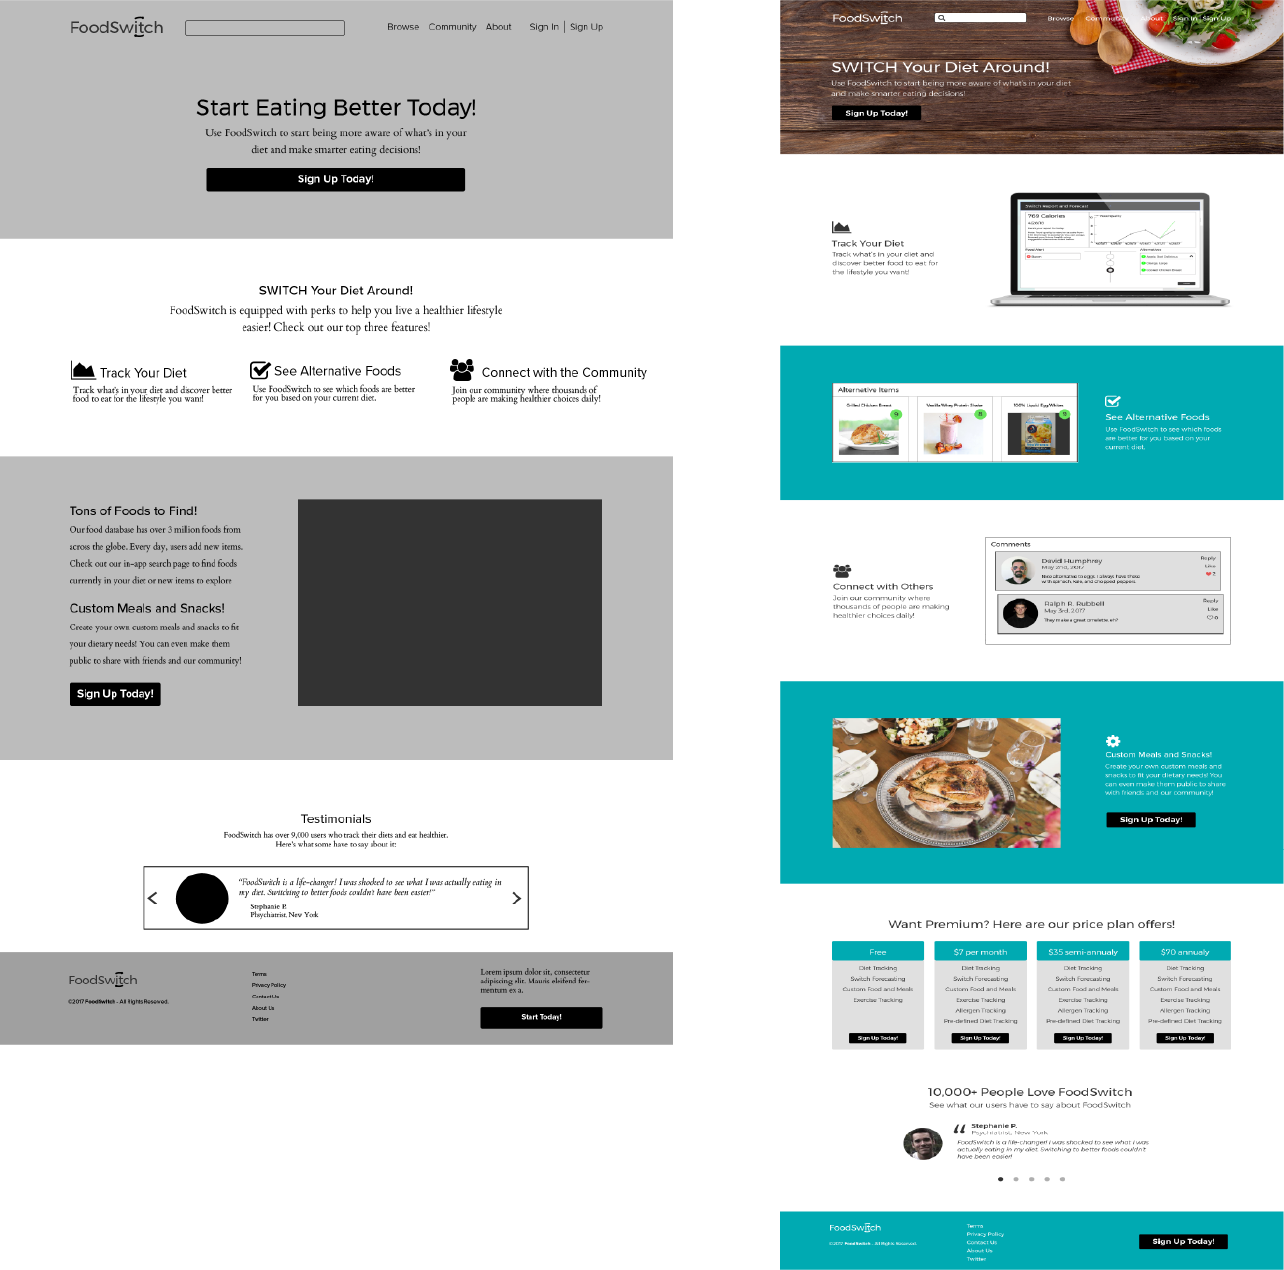 FoodSwitch
Browse Community About Sign In | Sign Up
Start Eating Better Today!
Use FoodSwitch to start being more aware of what's in your
diet and make smarter eating decisions!
Sign Up Today!
SWITCH Your Diet Around!
FoodSwitch is equipped with perks to help you live a healthier lifestyle
easier! Check out our top three features!
Track Your Diet
Track what's in your diet and discover better
food to eat for the lifestyle you want!
See Alternative Foods
Use FoodSwitch to see which foods are better
for you based on your current diet.
Connect with the Community
Join our community where thousands of
people are making healthier choices daily!
Tons of Foods to Find!
Our food database has over 3 million foods from
across the globe. Every day, users add new items.
Check out our in-app search page to find foods
currently in your diet or new items to explore
Custom Meals and Snacks!
Create your own custom meals and snacks to fit
your dietary needs! You can even make them
public to share with friends and our community!
Sign Up Today!
Testimonials
FoodSwitch has over 9,000 users who track their diets and eat healthier.
Here's what some have to say about it:
"FoodSwitch is a life-changer! I was shocked to see what I was actually eating in
my diet. Switching to better foods couldn't have been easier!"
Stephanie P.
Phsychatrist, New York
FoodSwitch
©2017 FoodSwitch - All Rights Reserved.
Terms
Privacy Policy
Contact Us
About Us
Twitter
Lorem ipsum dolor sit, consectetur
adipiscing elit. Mauris eleifend fer-
mentum ex a.
Start Today!
FoodSwitch
Browse Community About Sign In | Sign Up
SWITCH Your Diet Around!
Use FoodSwitch to start being more aware of what's in your diet
and make smarter eating decisions!
Sign Up Today!
Track Your Diet
Track what's in your diet and
discover better food to eat for
the lifestyle you want!
Switch Report and Forecast
769 Calories
Alternative Items
Grilled Chicken Breast
Vanilla Whey Protein Shake
100% Liquid Egg Whites
9
8
9
See Alternative Foods
Use FoodSwitch to see which foods
are better for you based on your
current diet.
Connect with Others
Join our community where
thousands of people are making
healthier choices daily!
Comments
David Humphrey
May 2nd, 2017
Nice alternative to eggs. I always have these
with spinach, kale, and chopped peppers.
Reply
Like
2
Ralph R. Rubbell
May 3rd, 2017
They make a great omelette, eh?
Reply
Like
0
Custom Meals and Snacks!
Create your own custom meals and
snacks to fit your dietary needs! You
can even make them public to share
with friends and our community!
Sign Up Today!
Want Premium? Here are our price plan offers!
Free
Diet Tracking
Switch Forecasting
Custom Food and Meals
Exercise Tracking
Sign Up Today!
$7 per month
Diet Tracking
Switch Forecasting
Custom Food and Meals
Exercise Tracking
Allergen Tracking
Pre-defined Diet Tracking
Sign Up Today!
$35 semi-annualy
Diet Tracking
Switch Forecasting
Custom Food and Meals
Exercise Tracking
Allergen Tracking
Pre-defined Diet Tracking
Sign Up Today!
$70 annualy
Diet Tracking
Switch Forecasting
Custom Food and Meals
Exercise Tracking
Allergen Tracking
Pre-defined Diet Tracking
Sign Up Today!
10,000+ People Love FoodSwitch
See what our users have to say about FoodSwitch
“ Stephanie P.
Psychatrist, New York
FoodSwitch is a life-changer! I was shocked to see what I was
actually eating in my diet. Switching to better foods couldn't
have been easier!
FoodSwitch
©2017 FoodSwitch - All Rights Reserved.
Terms
Privacy Policy
Contact Us
About Us
Twitter
Sign Up Today!